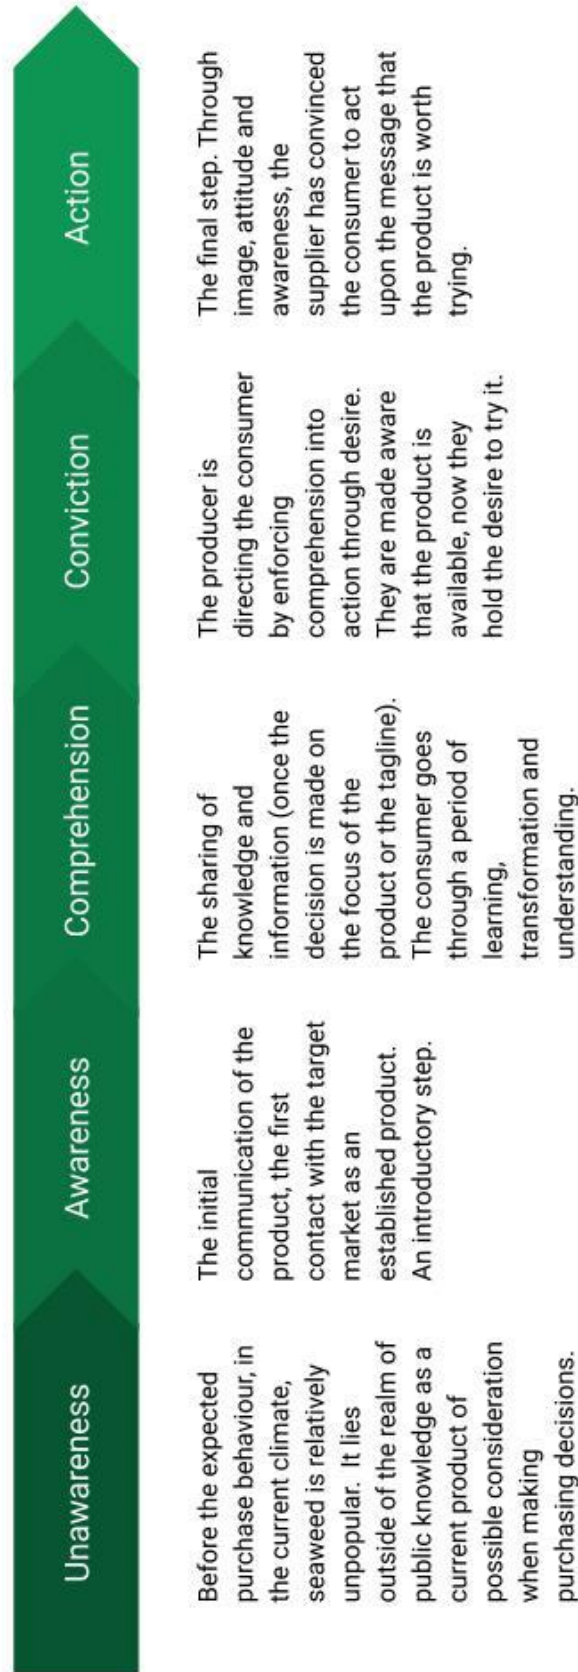 Unawareness
Before the expected
purchase behaviour, in
the current climate,
seaweed is relatively
unpopular.  It lies
outside of the realm of
public knowledge as a
current product of
possible consideration
when making
purchasing decisions.
Awareness
The initial
communication of the
product, the first
contact with the target
market as an
established product.
An introductory step.
Comprehension
The sharing of
knowledge and
information (once the
decision is made on
the focus of the
product or the tagline).
The consumer goes
through a period of
learning,
transformation and
understanding.
Conviction
The producer is
directing the consumer
by enforcing
comprehension into
action through desire.
They are made aware
that the product is
available, now they
hold the desire to try it.
Action
The final step. Through
image, attitude and
awareness, the
supplier has convinced
the consumer to act
upon the message that
the product is worth
trying.